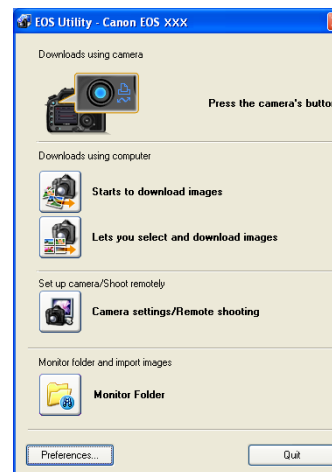 EOS Utility - Canon EOS XXX
Downloads using camera
Press the camera's button
Downloads using computer
Starts to download images
Lets you select and download images
Set up camera/Shoot remotely
Camera settings/Remote shooting
Monitor folder and import images
Monitor Folder
Preferences...
Quit